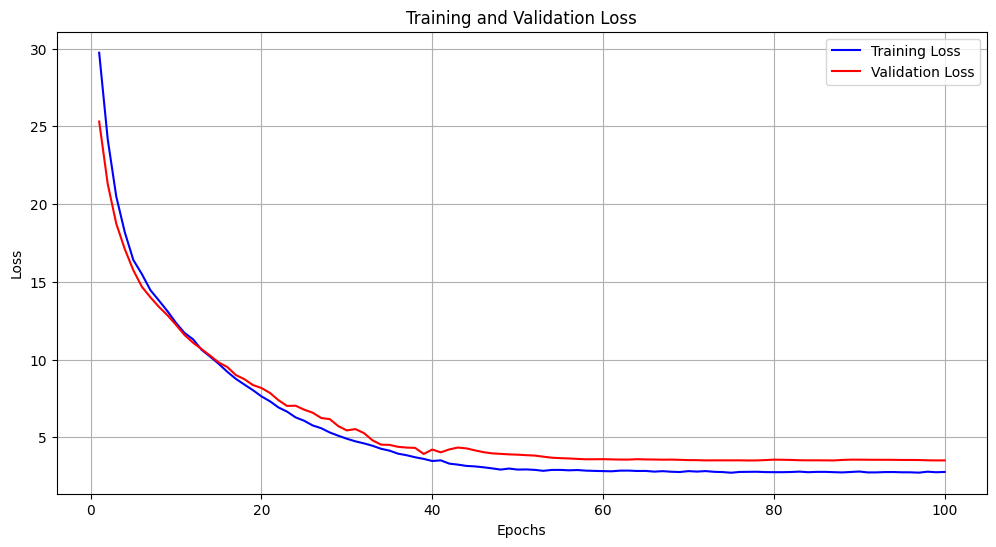 Training and Validation Loss
Training Loss
Validation Loss
30
25
20
15
10
5
Loss
0 20 40 60 80 100
Epochs